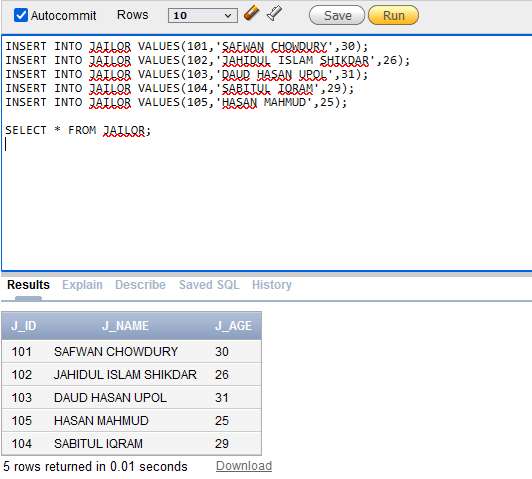 Autocommit Rows 10 Save Run
INSERT INTO JAILOR VALUES(101,'SAFWAN CHOWDURY',30);
INSERT INTO JAILOR VALUES(102,'JAHIDUL ISLAM SHIKDAR',26);
INSERT INTO JAILOR VALUES(103,'DAUD HASAN UPOL',31);
INSERT INTO JAILOR VALUES(104,'SABITUL IQRAM',29);
INSERT INTO JAILOR VALUES(105,'HASAN MAHMUD',25);
SELECT * FROM JAILOR;
Results Explain Describe Saved SQL History
J_ID J_NAME J_AGE
101 SAFWAN CHOWDURY 30
102 JAHIDUL ISLAM SHIKDAR 26
103 DAUD HASAN UPOL 31
105 HASAN MAHMUD 25
104 SABITUL IQRAM 29
5 rows returned in 0.01 seconds Download